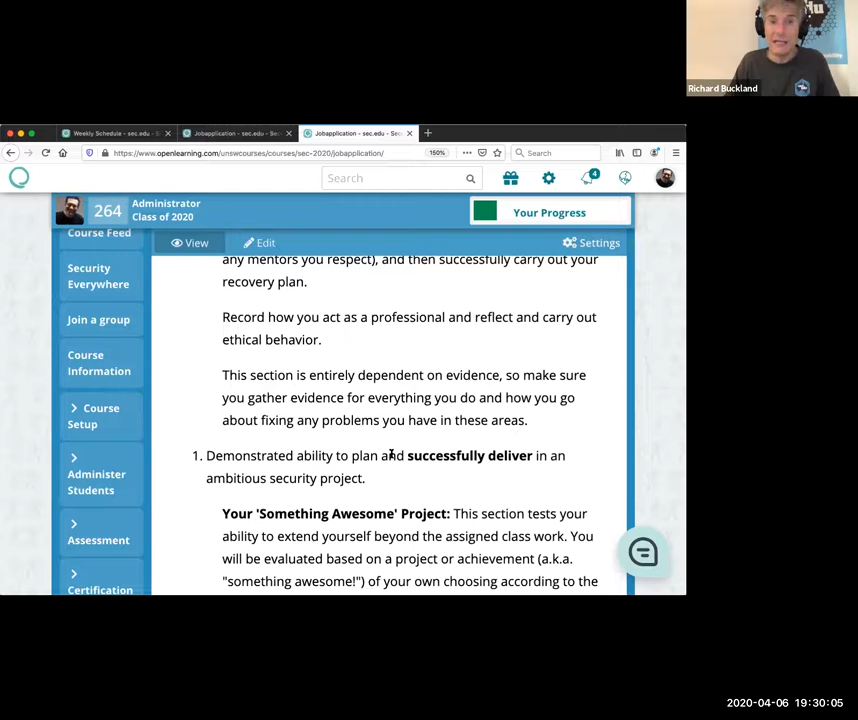 Richard Buckland
Weekly Schedule - sec.edu - S
Jobapplication - sec.edu - Se
Jobapplication - sec.edu - Sec
https://www.openlearning.com/unswcourses/courses/sec-2020/jobapplication/
150%
Search
Search
4
264
Administrator
Class of 2020
Your Progress
Course Feed
View
Edit
Settings
Security
Everywhere
Join a group
Course
Information
Course
Setup
Administer
Students
Assessment
Certification
any mentors you respect), and then successfully carry out your
recovery plan.
Record how you act as a professional and reflect and carry out
ethical behavior.
This section is entirely dependent on evidence, so make sure
you gather evidence for everything you do and how you go
about fixing any problems you have in these areas.
1. Demonstrated ability to plan and successfully deliver in an
ambitious security project.
Your 'Something Awesome' Project: This section tests your
ability to extend yourself beyond the assigned class work. You
will be evaluated based on a project or achievement (a.k.a.
"something awesome!") of your own choosing according to the
2020-04-06 19:30:05